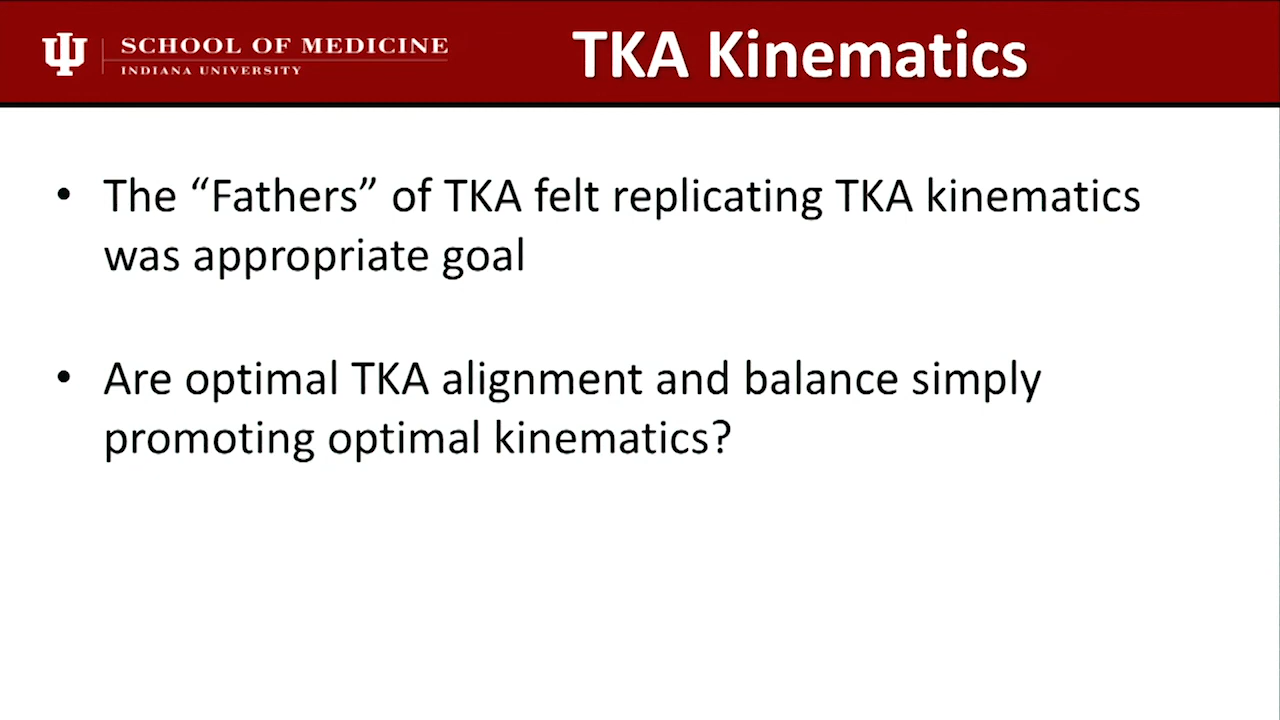 SCHOOL OF MEDICINE
INDIANA UNIVERSITY
TKA Kinematics
• The “Fathers” of TKA felt replicating TKA kinematics
was appropriate goal
• Are optimal TKA alignment and balance simply
promoting optimal kinematics?